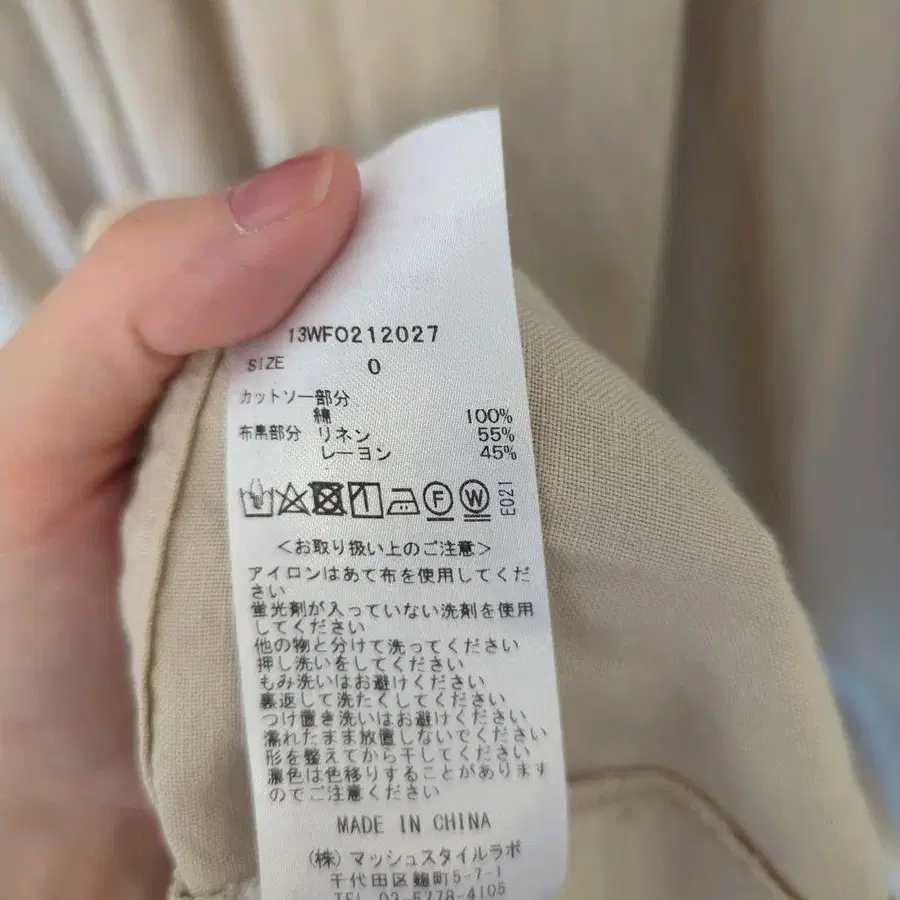 13WFO212027
SIZE 0
カットソー部分
綿 100%
布帛部分 リネン 55%
レーヨン 45%
F W E021
<お取り扱い上のご注意>
アイロンはあて布を使用してくだ
さい
蛍光剤が入っていない洗剤を使用
してください
他の物と分けて洗ってください
押し洗いをしてください
もみ洗いはお避けください
裏返して洗たくしてください
つけ置き洗いはお避けください
濡れたまま放置しないでください
形を整えてから干してください
濃色は色移りすることがあります
のでご注意ください
MADE IN CHINA
(株)マッシュスタイルラボ
千代田区麹町5-7-1
TEL 03-5778-4105